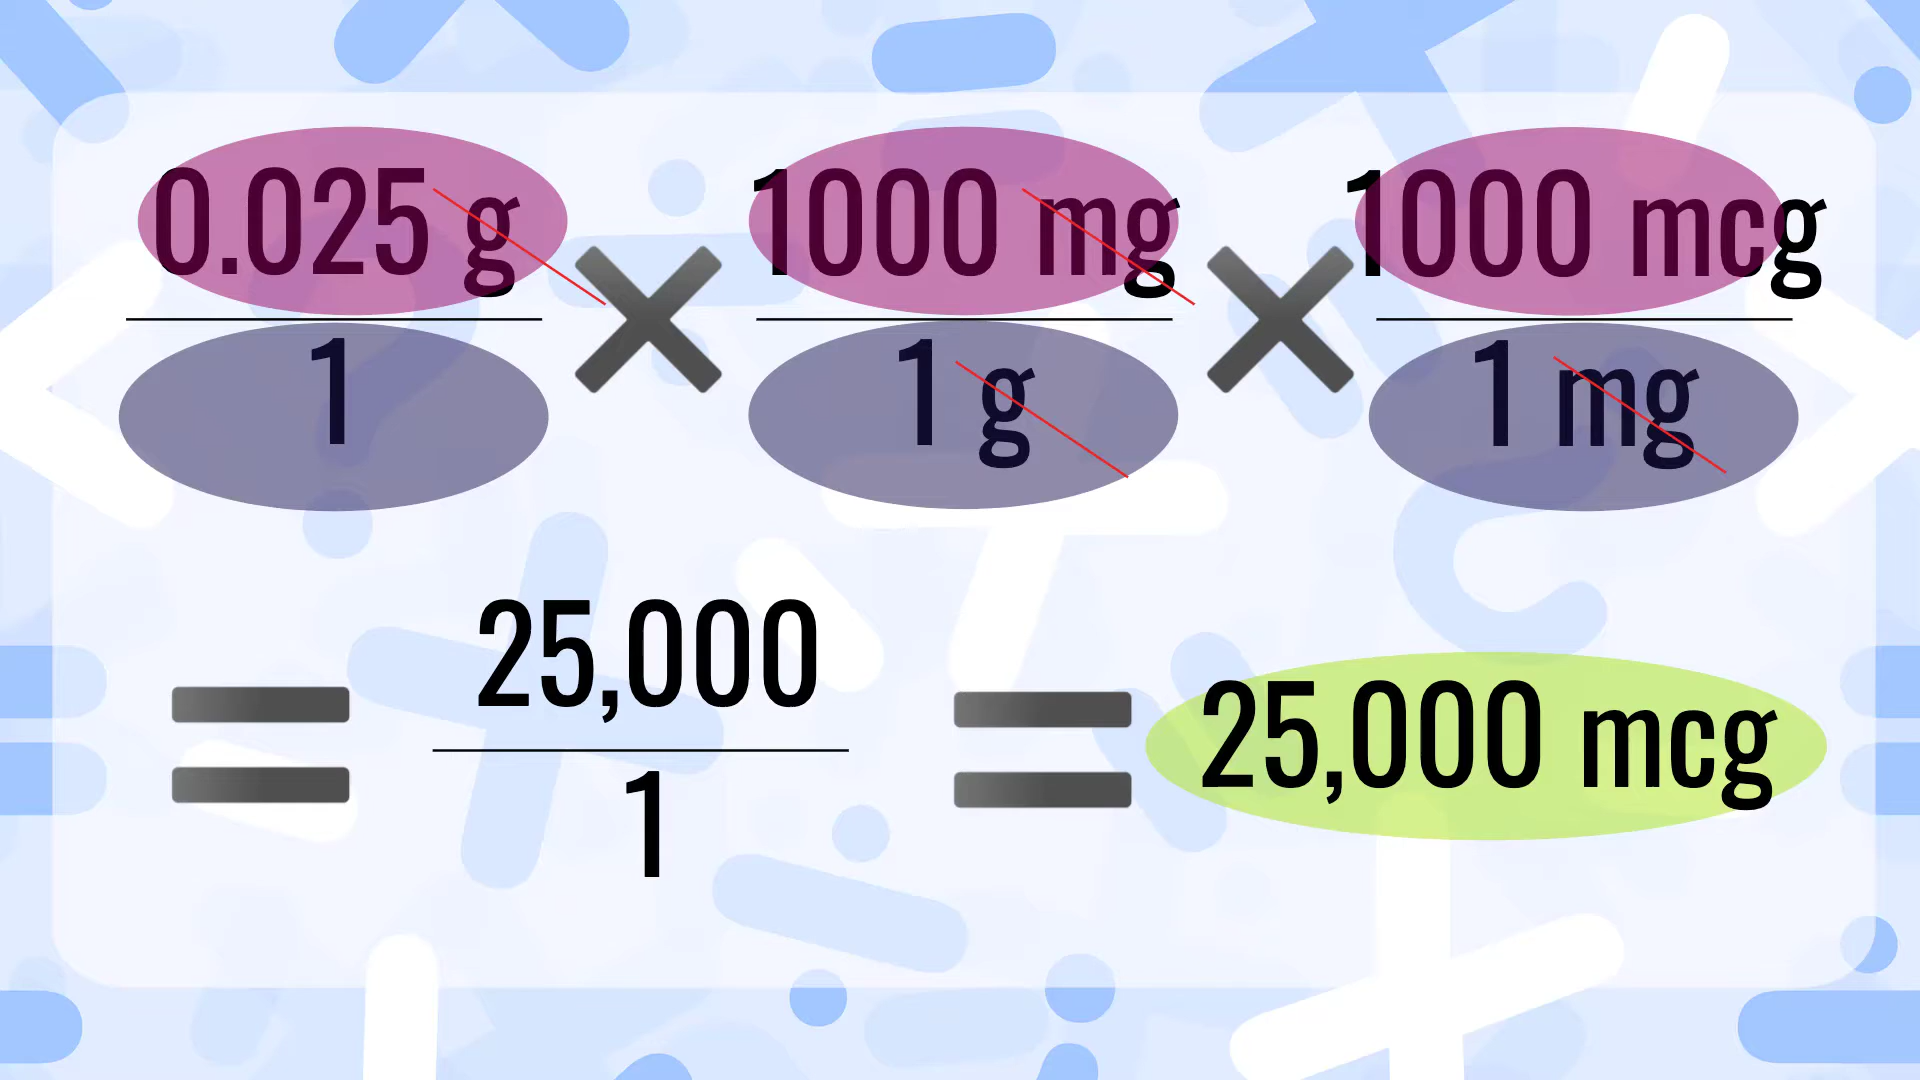 0.025 g × 1000 mg × 1000 mcg
1 1 g 1 mg
= 25,000 = 25,000 mcg
1